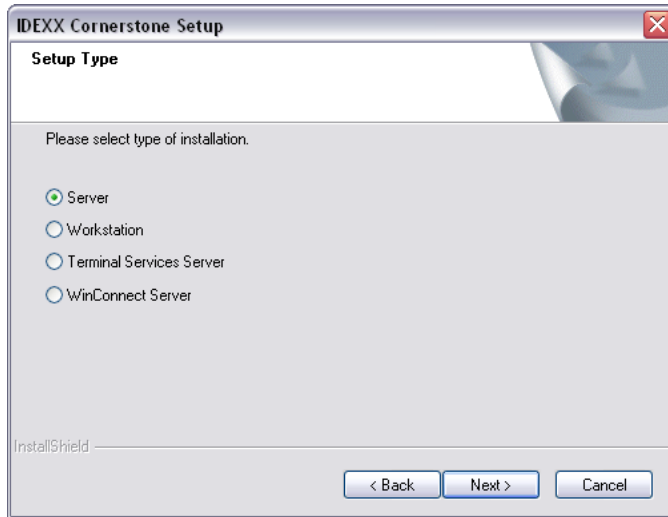 IDEXX Cornerstone Setup
Setup Type
Please select type of installation.
Server
Workstation
Terminal Services Server
WinConnect Server
InstallShield
< Back
Next >
Cancel